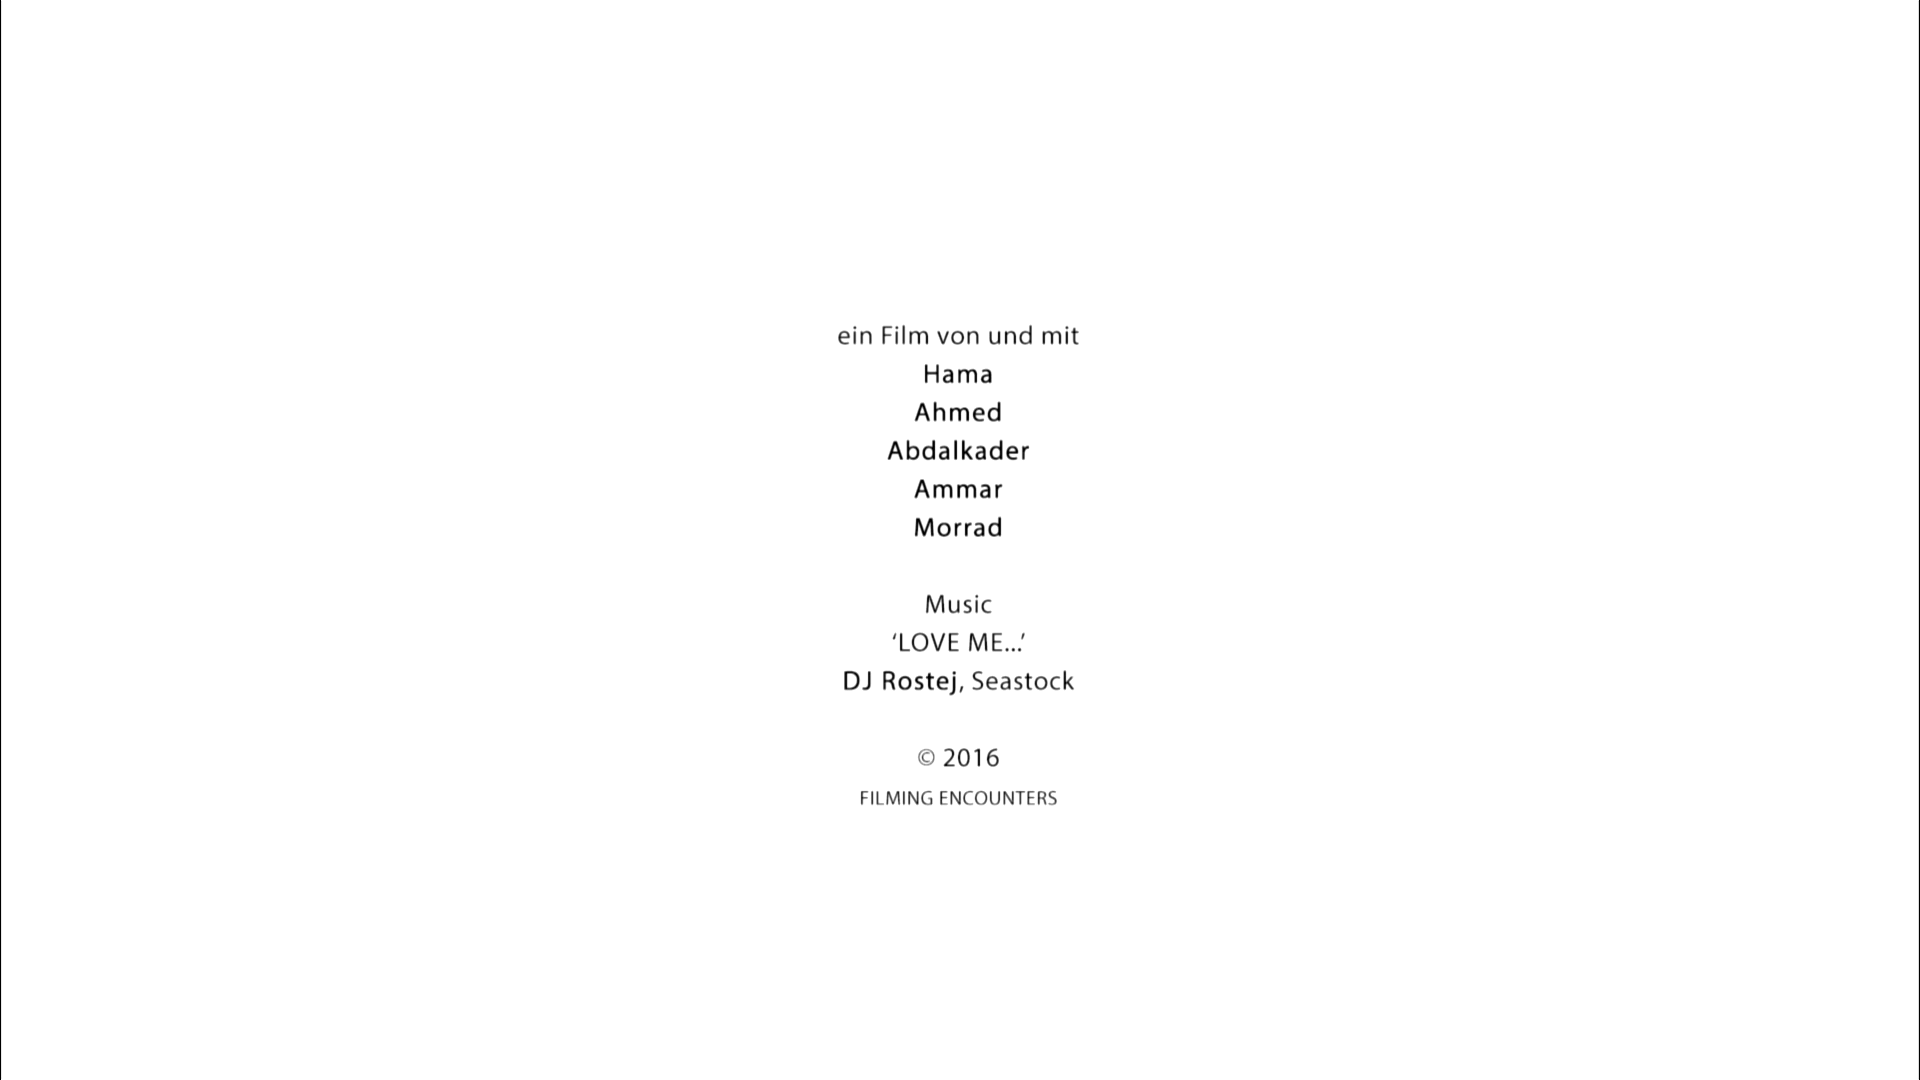 ein Film von und mit
Hama
Ahmed
Abdalkader
Ammar
Morrad
Music
‘LOVE ME...’
DJ Rostej, Seastock
© 2016
FILMING ENCOUNTERS